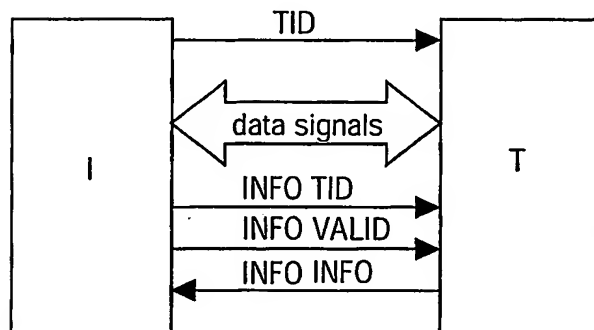 TID
data signals
I
T
INFO TID
INFO VALID
INFO INFO